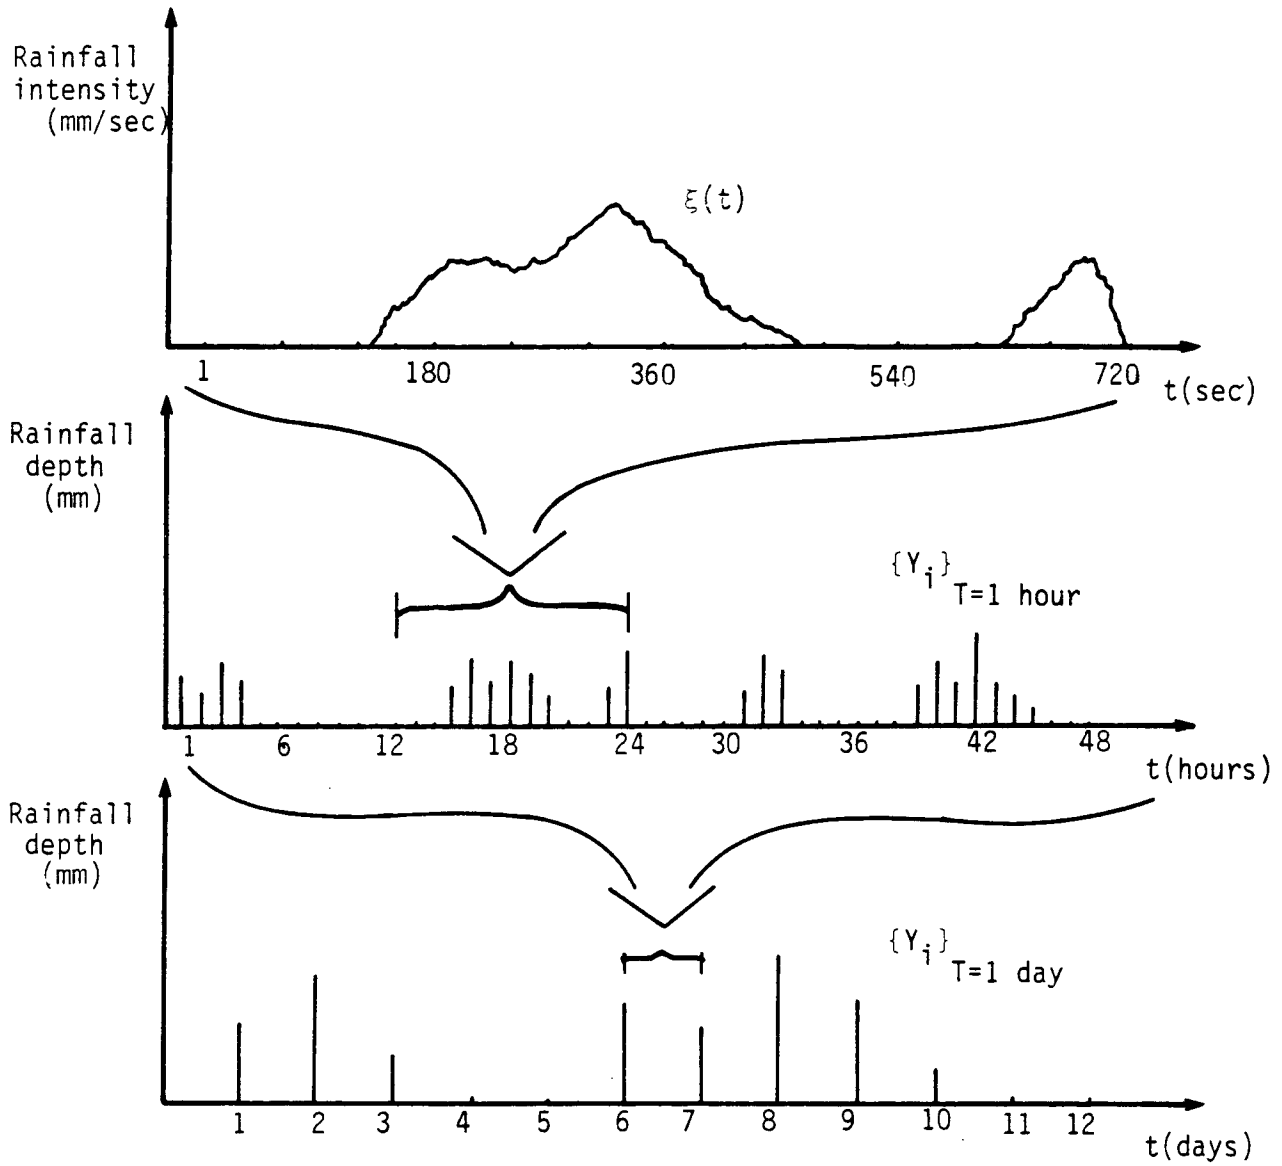 Rainfall
intensity
(mm/sec)
ξ(t)
1 180 360 540 720 t(sec)
Rainfall
depth
(mm)
{Y_i} T=1 hour
1 6 12 18 24 30 36 42 48
t(hours)
Rainfall
depth
(mm)
{Y_i} T=1 day
1 2 3 4 5 6 7 8 9 10 11 12
t(days)